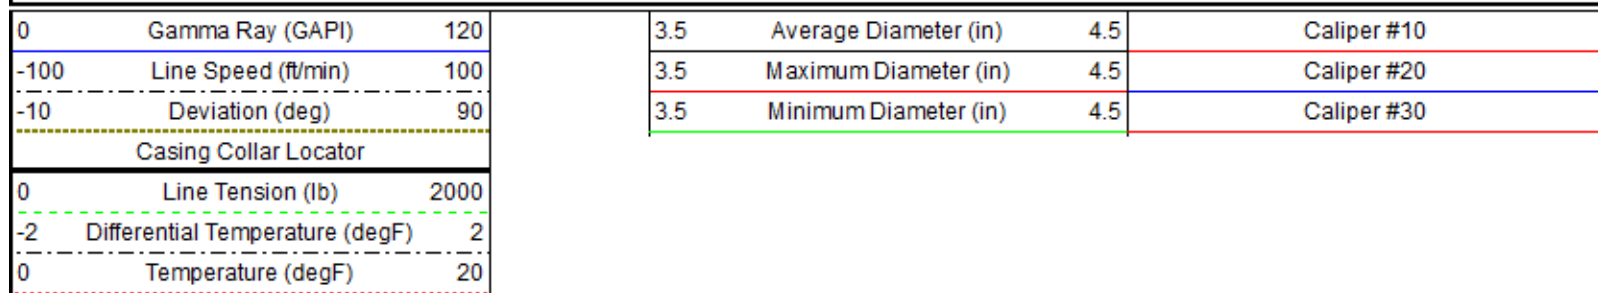 0 Gamma Ray (GAPI) 120 3.5 Average Diameter (in) 4.5 Caliper #10
-100 Line Speed (ft/min) 100 3.5 Maximum Diameter (in) 4.5 Caliper #20
-10 Deviation (deg) 90 3.5 Minimum Diameter (in) 4.5 Caliper #30
Casing Collar Locator
0 Line Tension (lb) 2000
-2 Differential Temperature (degF) 2
0 Temperature (degF) 20